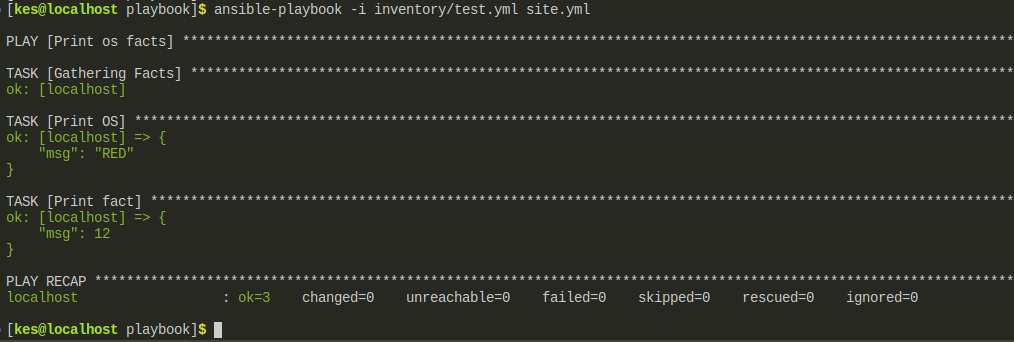 [kes@localhost playbook]$ ansible-playbook -i inventory/test.yml site.yml
PLAY [Print os facts] ********************************************************************************************************
TASK [Gathering Facts] *******************************************************************************************************
ok: [localhost]
TASK [Print OS] **************************************************************************************************************
ok: [localhost] => {
    "msg": "RED"
}
TASK [Print fact] ************************************************************************************************************
ok: [localhost] => {
    "msg": 12
}
PLAY RECAP *******************************************************************************************************************
localhost                  : ok=3    changed=0    unreachable=0    failed=0    skipped=0    rescued=0    ignored=0
[kes@localhost playbook]$